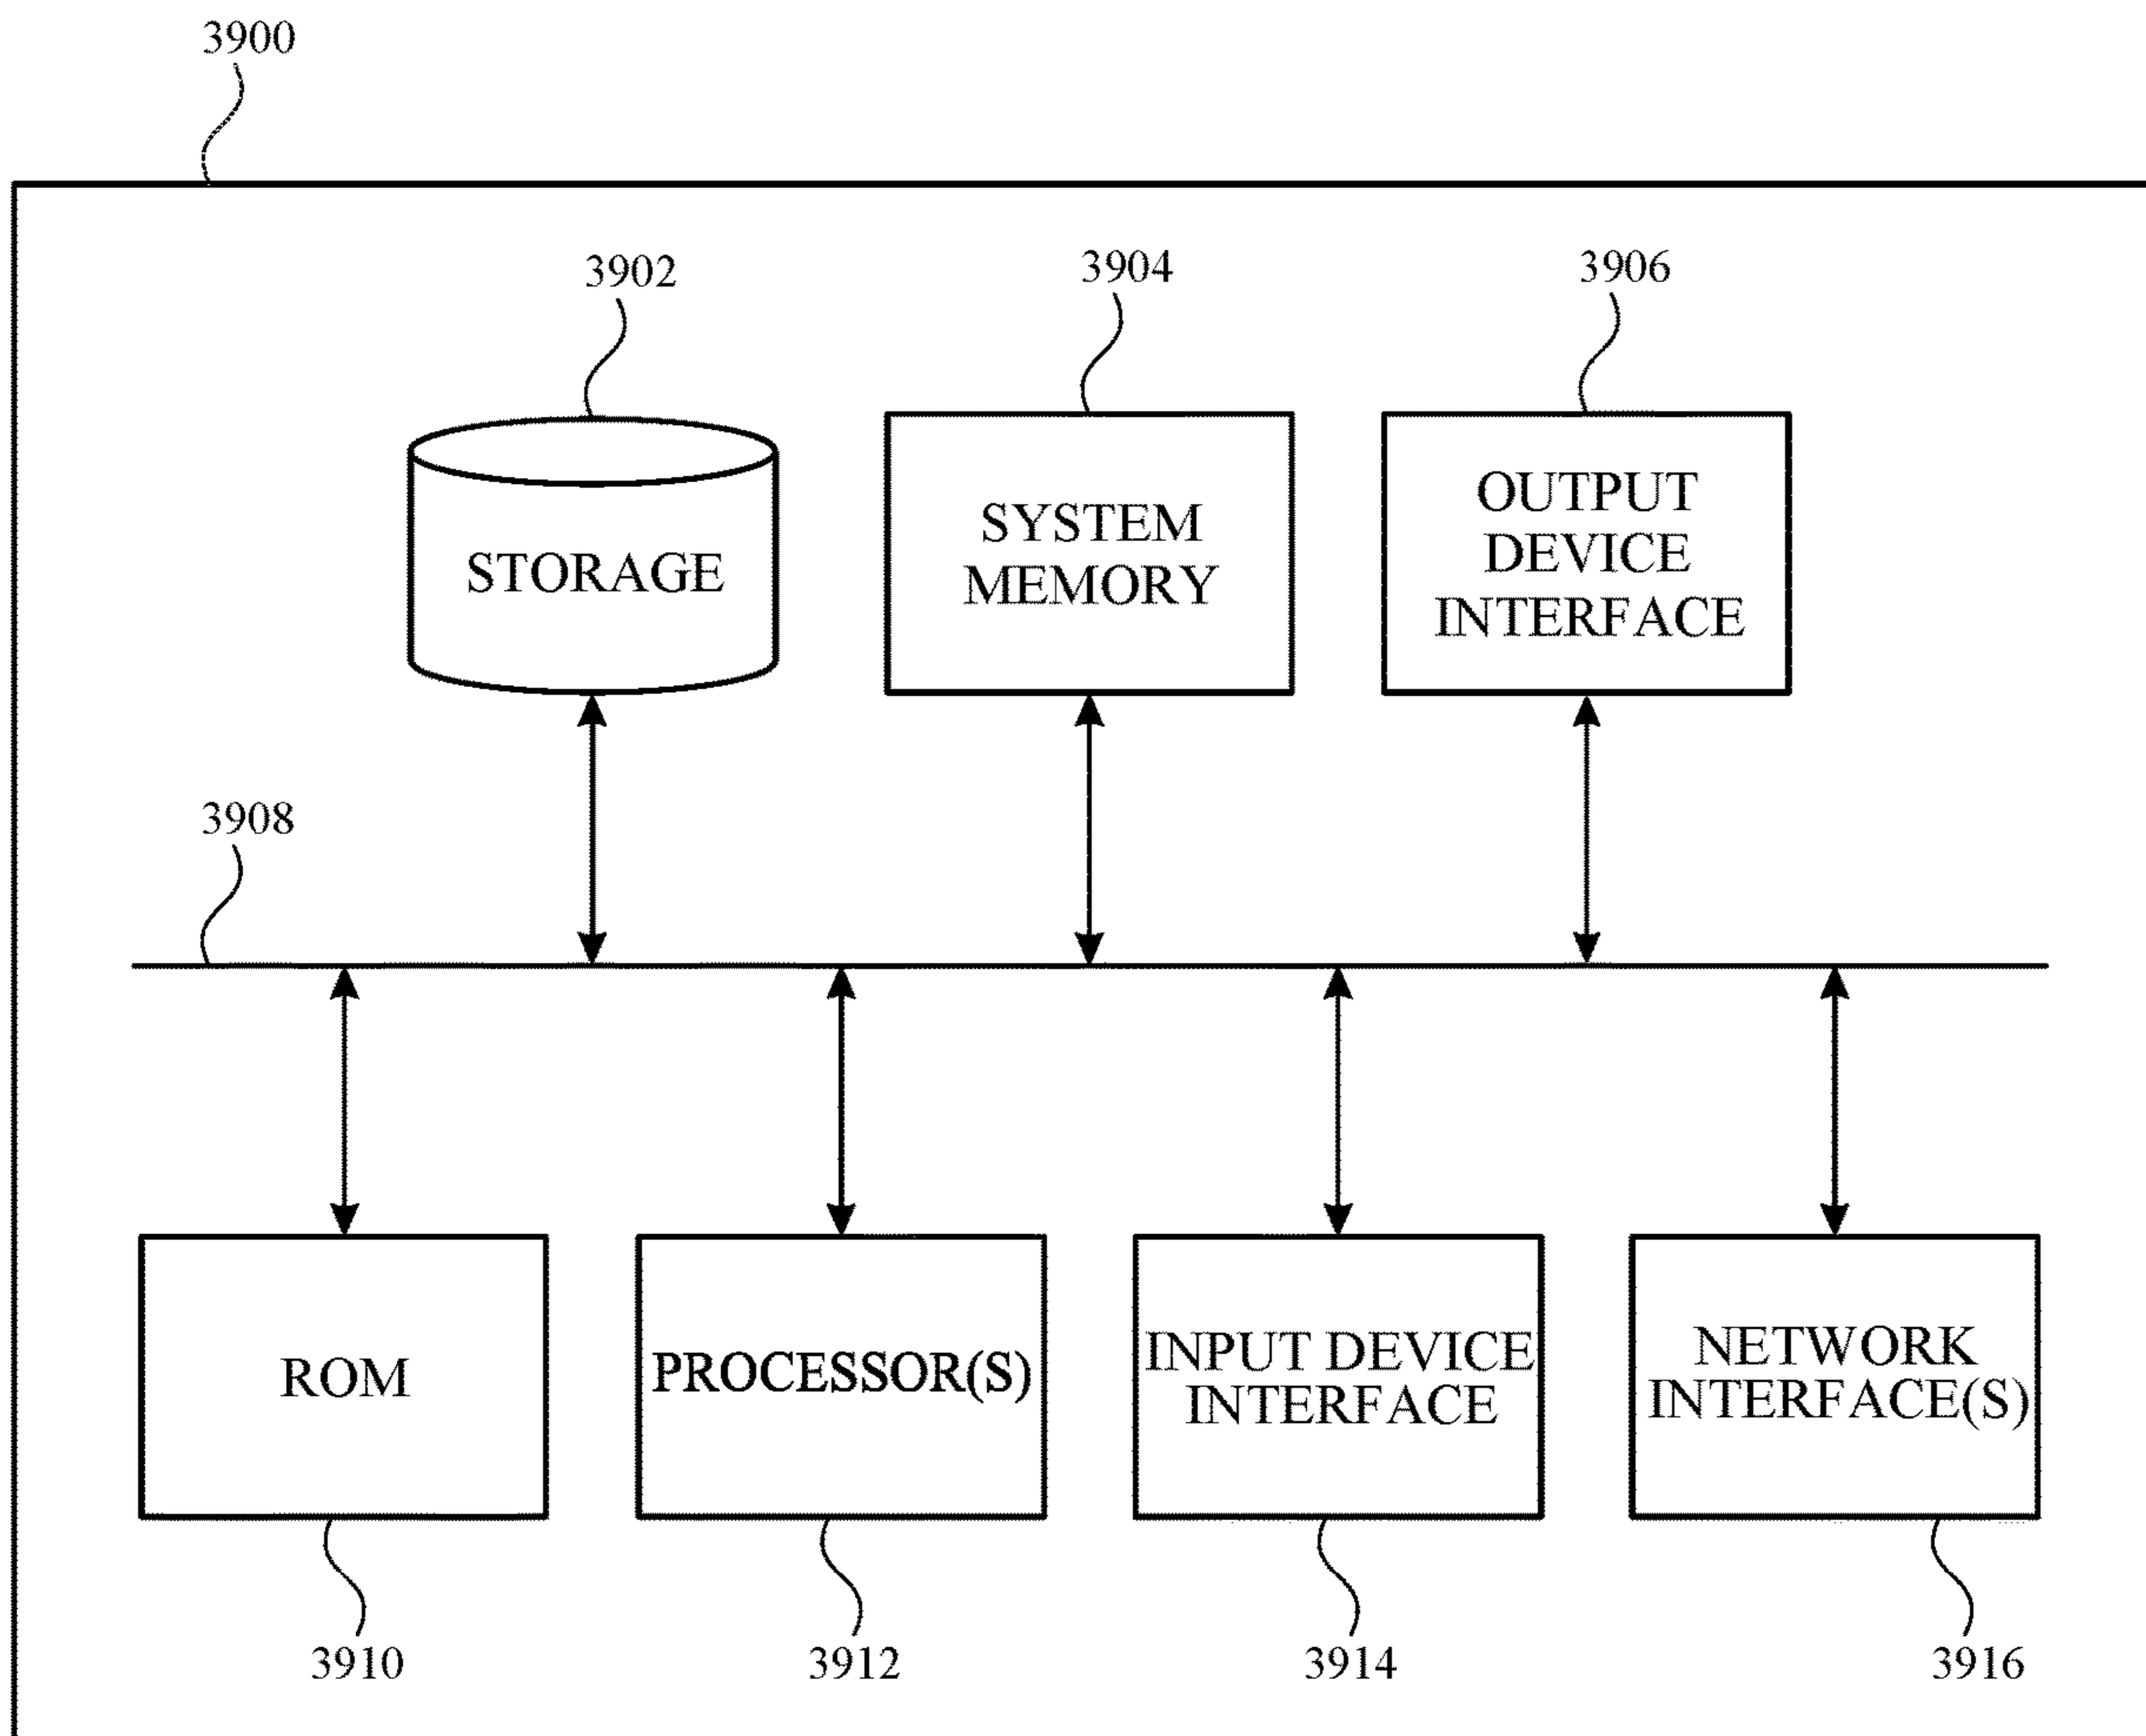 3900
3902
3904
3906
STORAGE
SYSTEM
MEMORY
OUTPUT
DEVICE
INTERFACE
3908
ROM
PROCESSOR(S)
INPUT DEVICE
INTERFACE
NETWORK
INTERFACE(S)
3910
3912
3914
3916